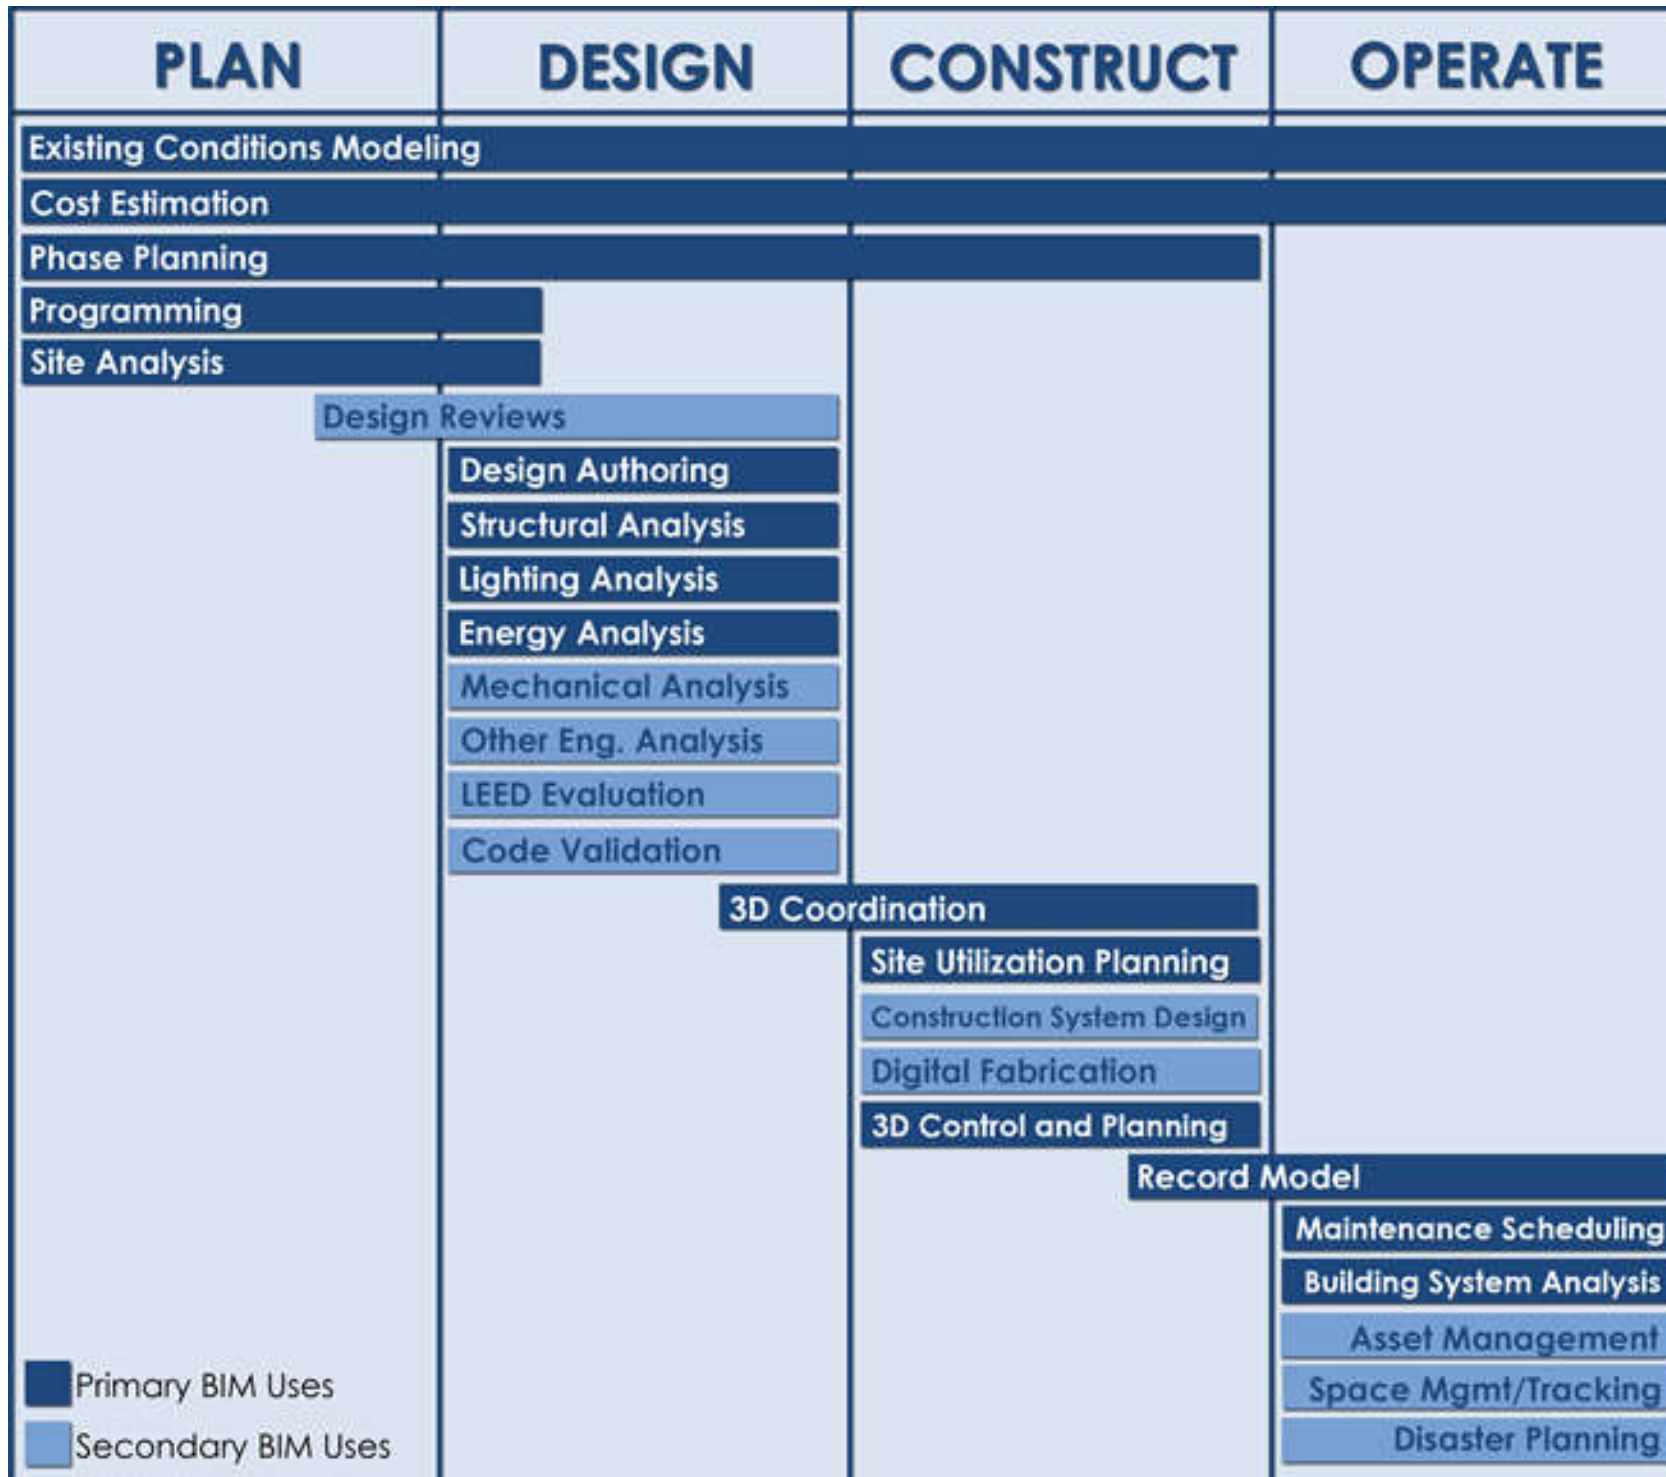 PLAN DESIGN CONSTRUCT OPERATE
Existing Conditions Modeling
Cost Estimation
Phase Planning
Programming
Site Analysis
Design Reviews
Design Authoring
Structural Analysis
Lighting Analysis
Energy Analysis
Mechanical Analysis
Other Eng. Analysis
LEED Evaluation
Code Validation
3D Coordination
Site Utilization Planning
Construction System Design
Digital Fabrication
3D Control and Planning
Record Model
Maintenance Scheduling
Building System Analysis
Asset Management
Space Mgmt/Tracking
Disaster Planning
Primary BIM Uses
Secondary BIM Uses